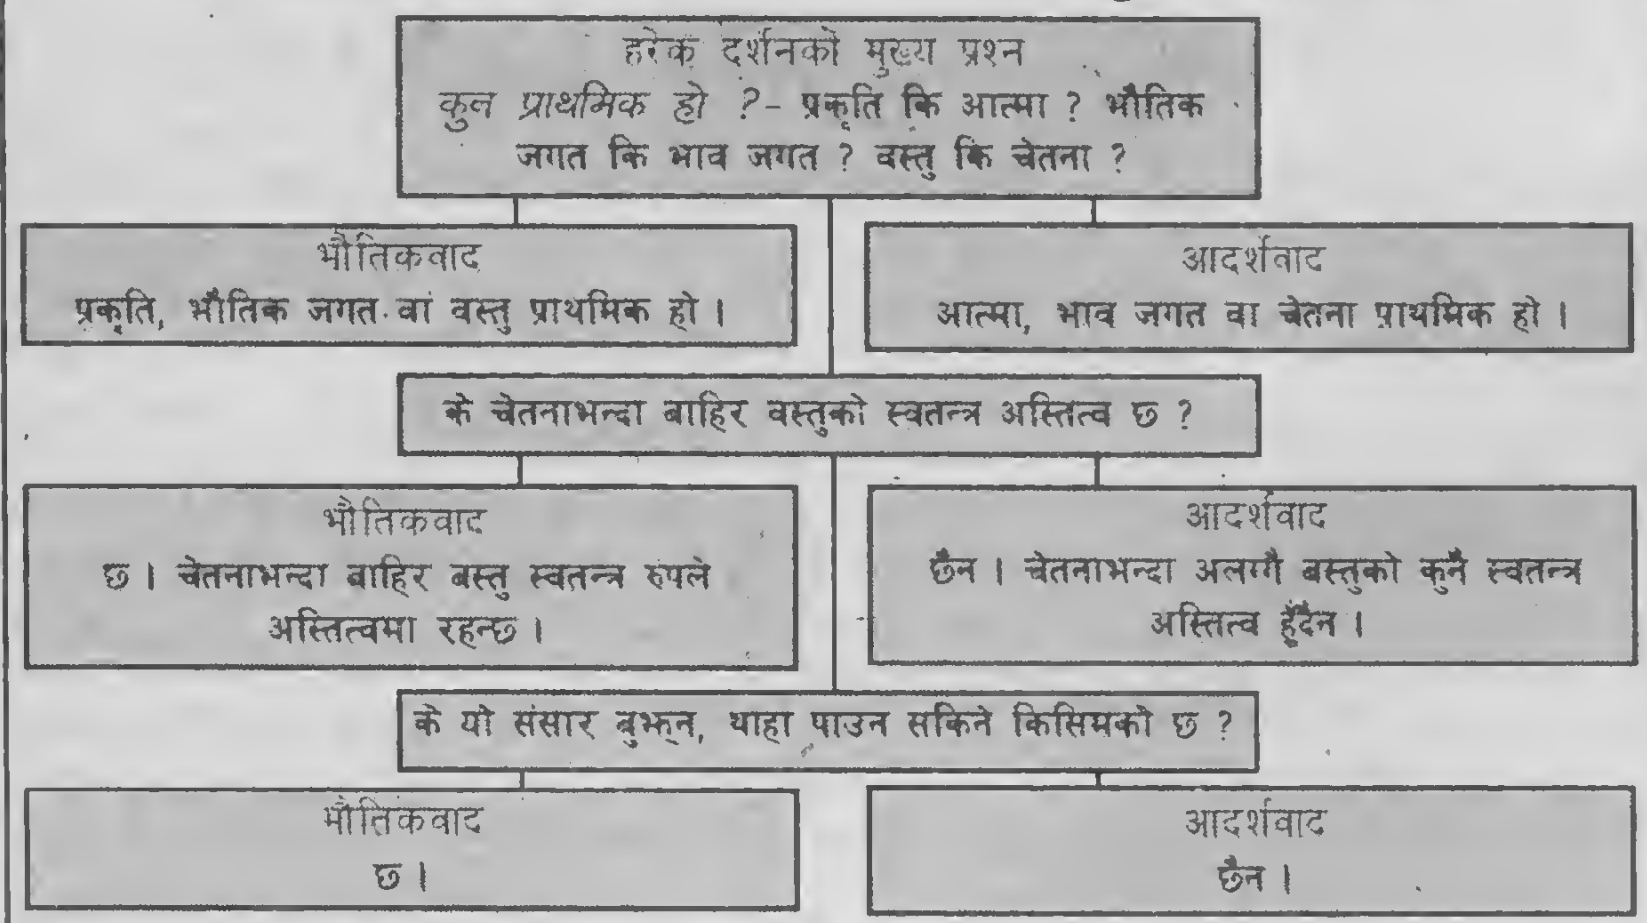 हरेक दर्शनको मुख्य प्रश्न
कुन प्राथमिक हो ?- प्रकृति कि आत्मा ? भौतिक
जगत कि भाव जगत ? वस्तु कि चेतना ?
भौतिकवाद
प्रकृति, भौतिक जगत वा वस्तु प्राथमिक हो ।
आदर्शवाद
आत्मा, भाव जगत वा चेतना प्राथमिक हो ।
के चेतनाभन्दा बाहिर वस्तुको स्वतन्त्र अस्तित्व छ ?
भौतिकवाद
छ । चेतनाभन्दा बाहिर बस्तु स्वतन्त्र रुपले
अस्तित्वमा रहन्छ ।
आदर्शवाद
छैन । चेतनाभन्दा अलग्गै बस्तुको कुनै स्वतन्त्र
अस्तित्व हुँदैन ।
के यो संसार बुझ्न, थाहा पाउन सकिने किसिमको छ ?
भौतिकवाद
छ ।
आदर्शवाद
छैन ।